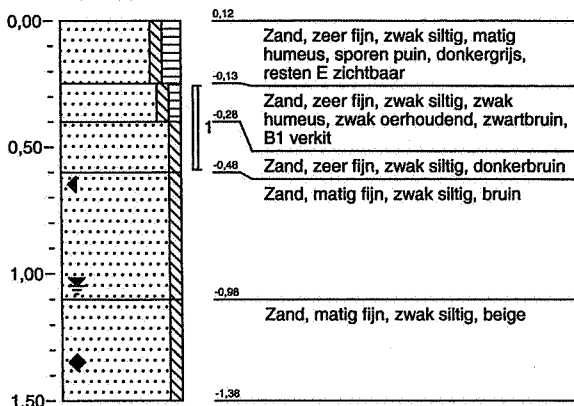 0,00
0,12
Zand, zeer fijn, zwak siltig, matig
humeus, sporen puin, donkergrijs,
resten E zichtbaar
-0,13
Zand, zeer fijn, zwak siltig, zwak
humeus, zwak oerhoudend, zwartbruin,
B1 verkit
1
-0,28
0,50
-0,48
Zand, zeer fijn, zwak siltig, donkerbruin
Zand, matig fijn, zwak siltig, bruin
1,00
-0,98
Zand, matig fijn, zwak siltig, beige
1,50
-1,38